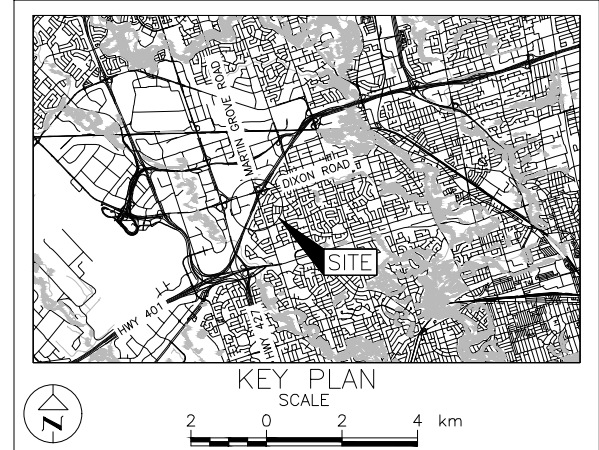 MARTIN GROVE ROAD
DIXON ROAD
SITE
HWY 401
HWY 427
KEY PLAN
SCALE
2 0 2 4 km
N